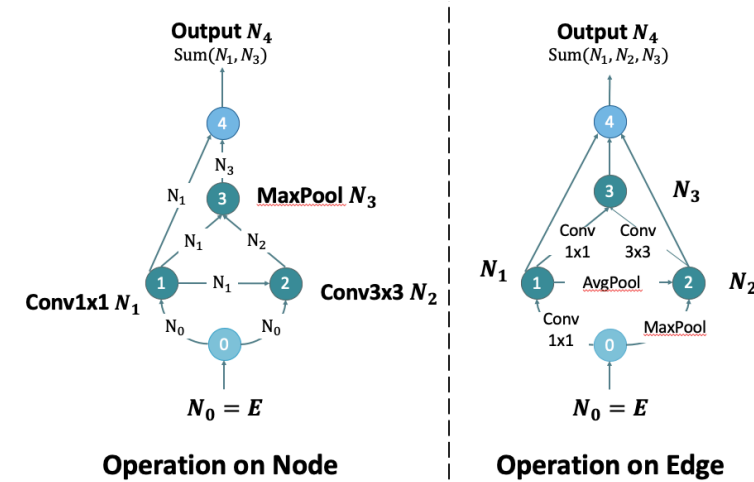 Output N₄
Sum(N₁, N₃)
4
N₃
N₁
3
MaxPool N₃
N₁
N₂
1
N₁
2
Conv1x1 N₁
Conv3x3 N₂
N₀
N₀
0
N₀ = E
Operation on Node
Output N₄
Sum(N₁, N₂, N₃)
4
3
N₃
Conv
1x1
Conv
3x3
N₁
1
AvgPool
2
N₂
Conv
1x1
0
MaxPool
N₀ = E
Operation on Edge